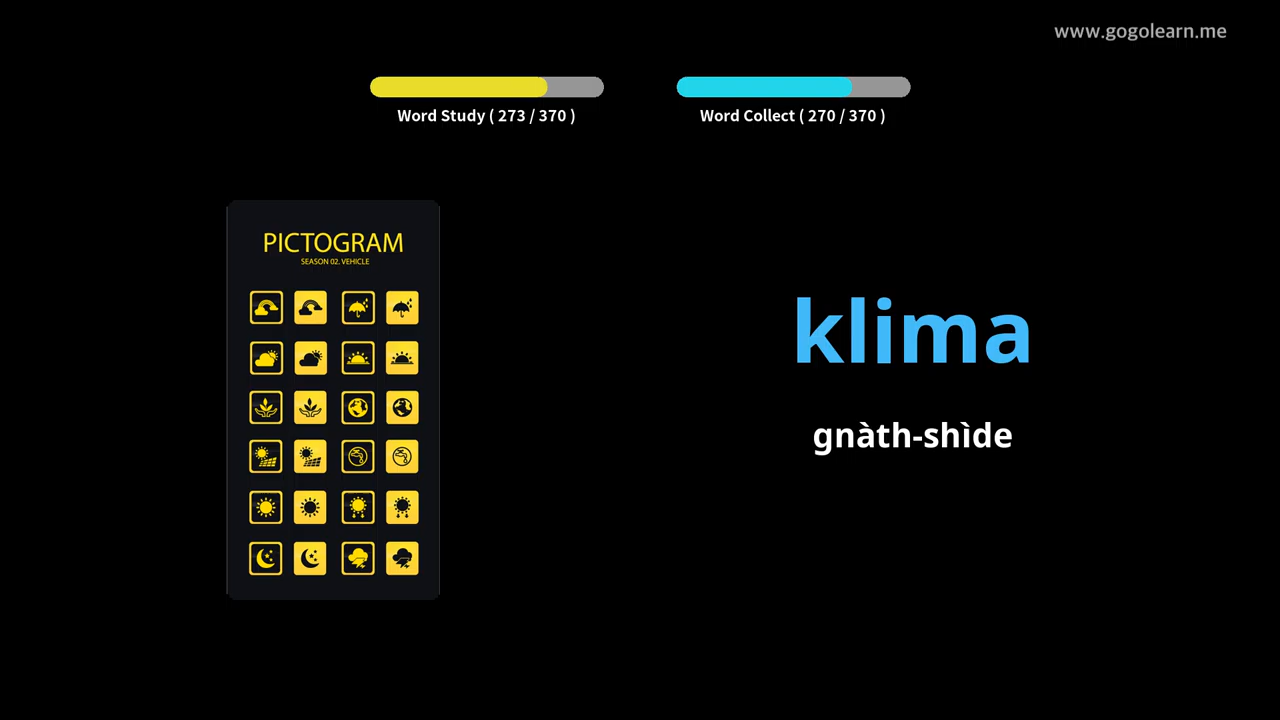 www.gogolearn.me
Word Study ( 273 / 370 )
Word Collect ( 270 / 370 )
PICTOGRAM
SEASON 02. VEHICLE
klima
gnàth-shìde